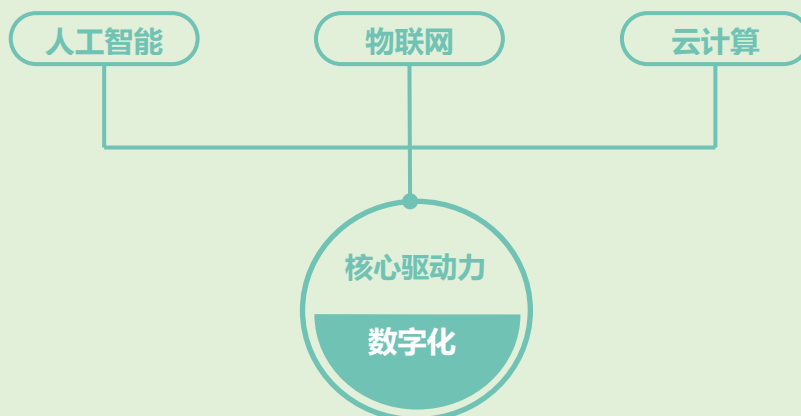 人工智能
物联网
云计算
核心驱动力
数字化